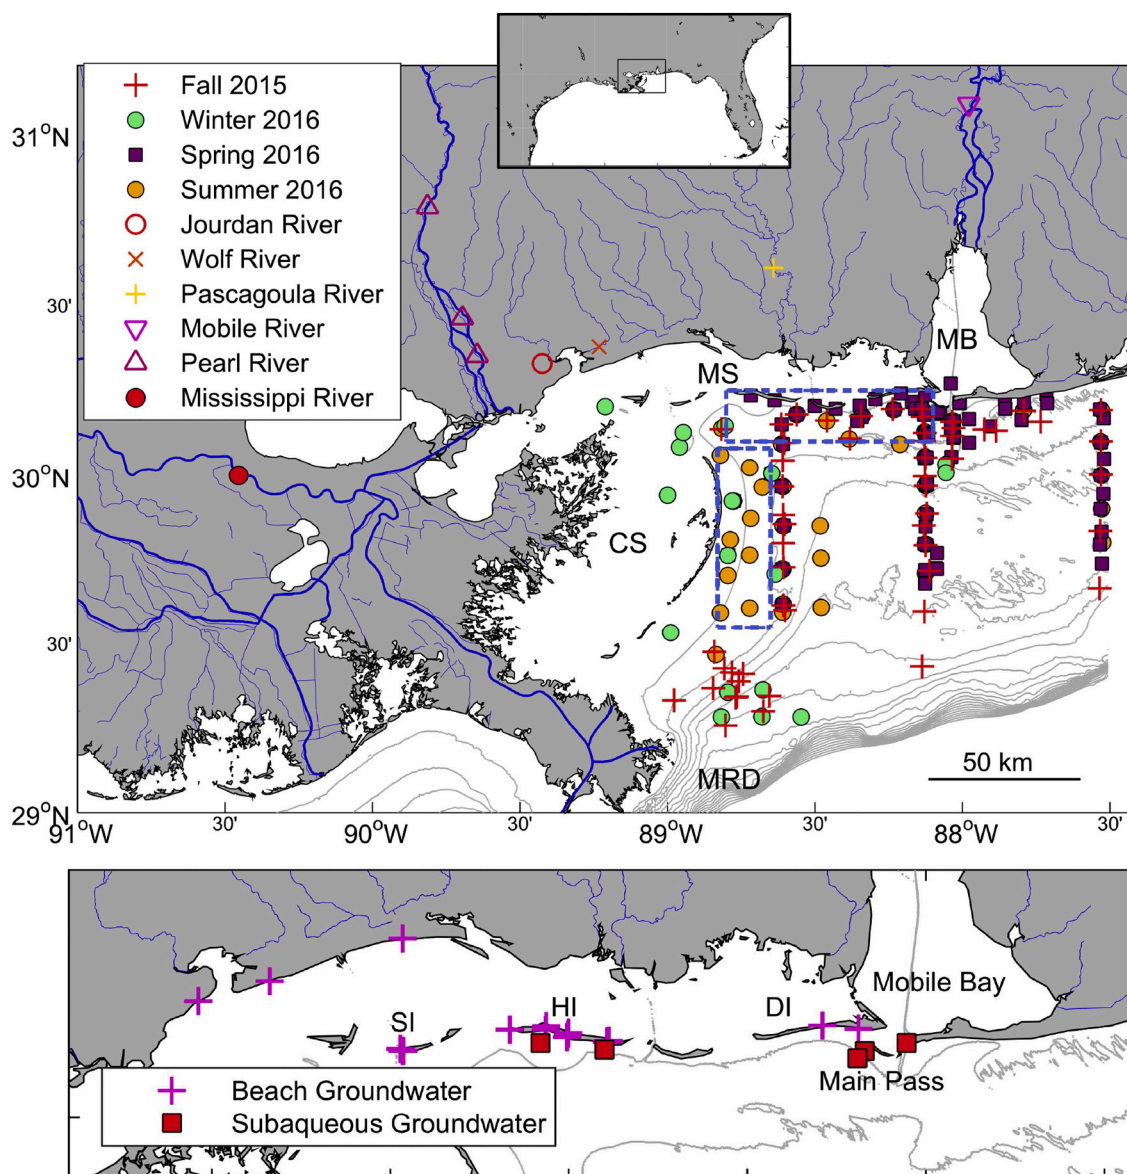 Fall 2015
Winter 2016
Spring 2016
Summer 2016
Jourdan River
Wolf River
Pascagoula River
Mobile River
Pearl River
Mississippi River
31°N
30'
30°N
30'
29°N
91°W
30'
90°W
30'
89°W
30'
88°W
30'
MB
MS
CS
MRD
50 km
SI
HI
DI
Mobile Bay
Main Pass
Beach Groundwater
Subaqueous Groundwater